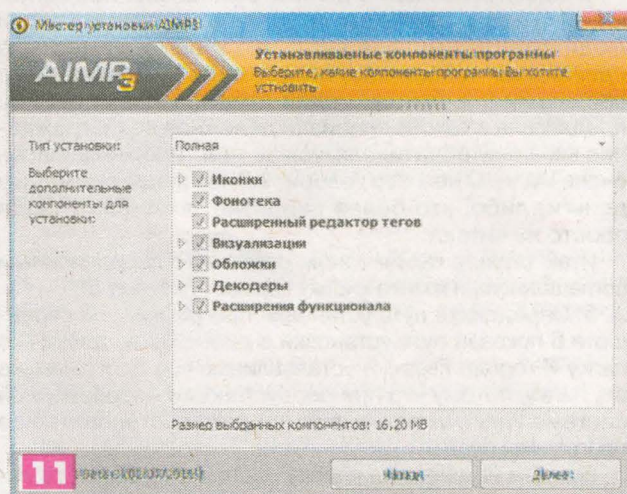 Мастер установки AIMP3
AIMP3
Устанавливаемые компоненты программы
Выберите, какие компоненты программы Вы хотите
установить
Тип установки:
Полная
Выберите
дополнительные
компоненты для
установки:
Иконки
Фонотека
Расширенный редактор тегов
Визуализации
Обложки
Декодеры
Расширения функционала
Размер выбранных компонентов: 16,20 MB
11
Назад
Далее